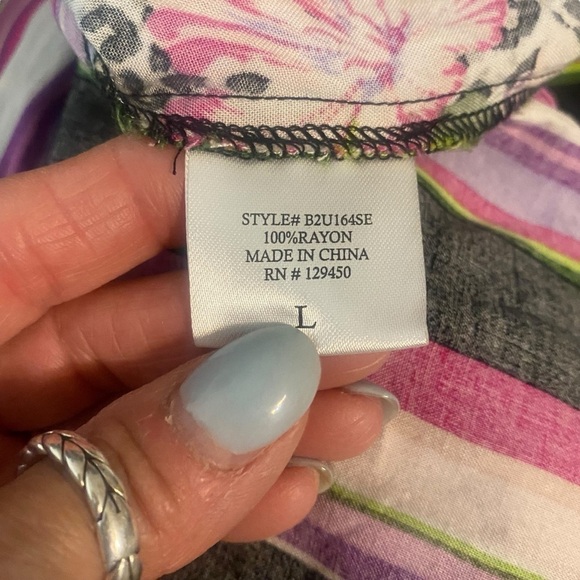 STYLE# B2U164SE
100%RAYON
MADE IN CHINA
RN # 129450
L